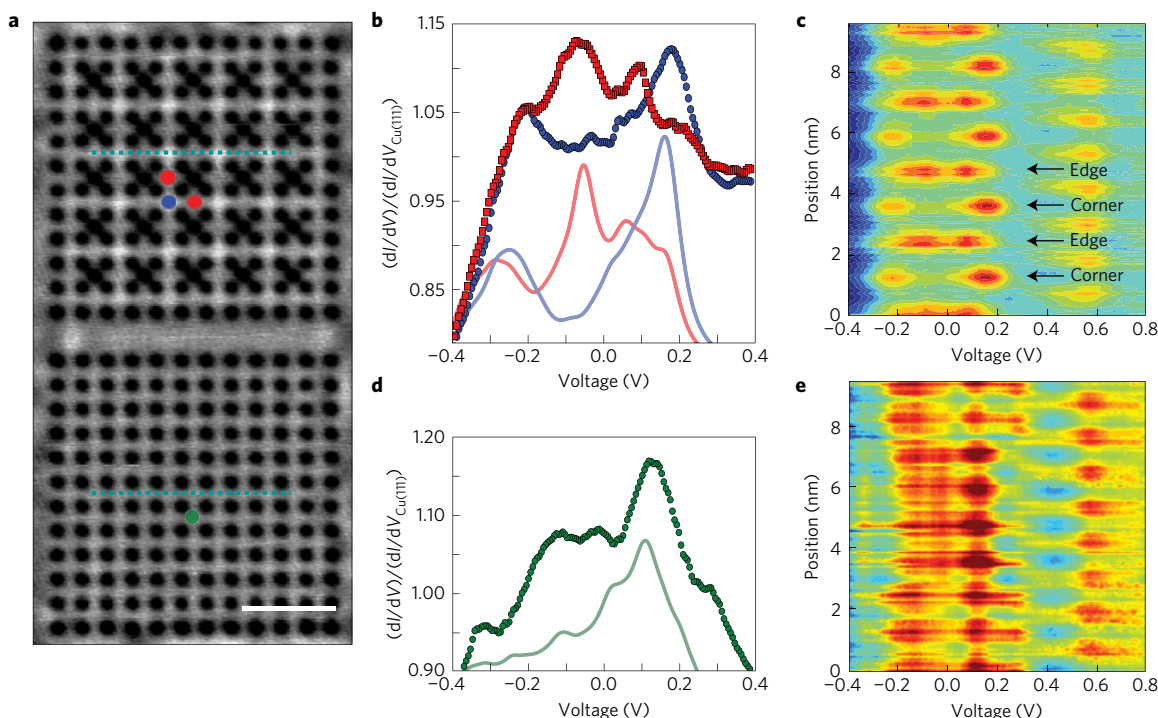 a
b
1.15
1.05
0.95
0.85
−0.4
−0.2
0.0
0.2
0.4
Voltage (V)
(dI/dV)/(dI/dV_Cu(111))
c
8
6
4
2
0
Position (nm)
Edge
Corner
Edge
Corner
−0.4
−0.2
0.0
0.2
0.4
0.6
0.8
Voltage (V)
d
1.20
1.10
1.00
0.90
−0.4
−0.2
0.0
0.2
0.4
Voltage (V)
(dI/dV)/(dI/dV_Cu(111))
e
8
6
4
2
0
Position (nm)
−0.4
−0.2
0.0
0.2
0.4
0.6
0.8
Voltage (V)